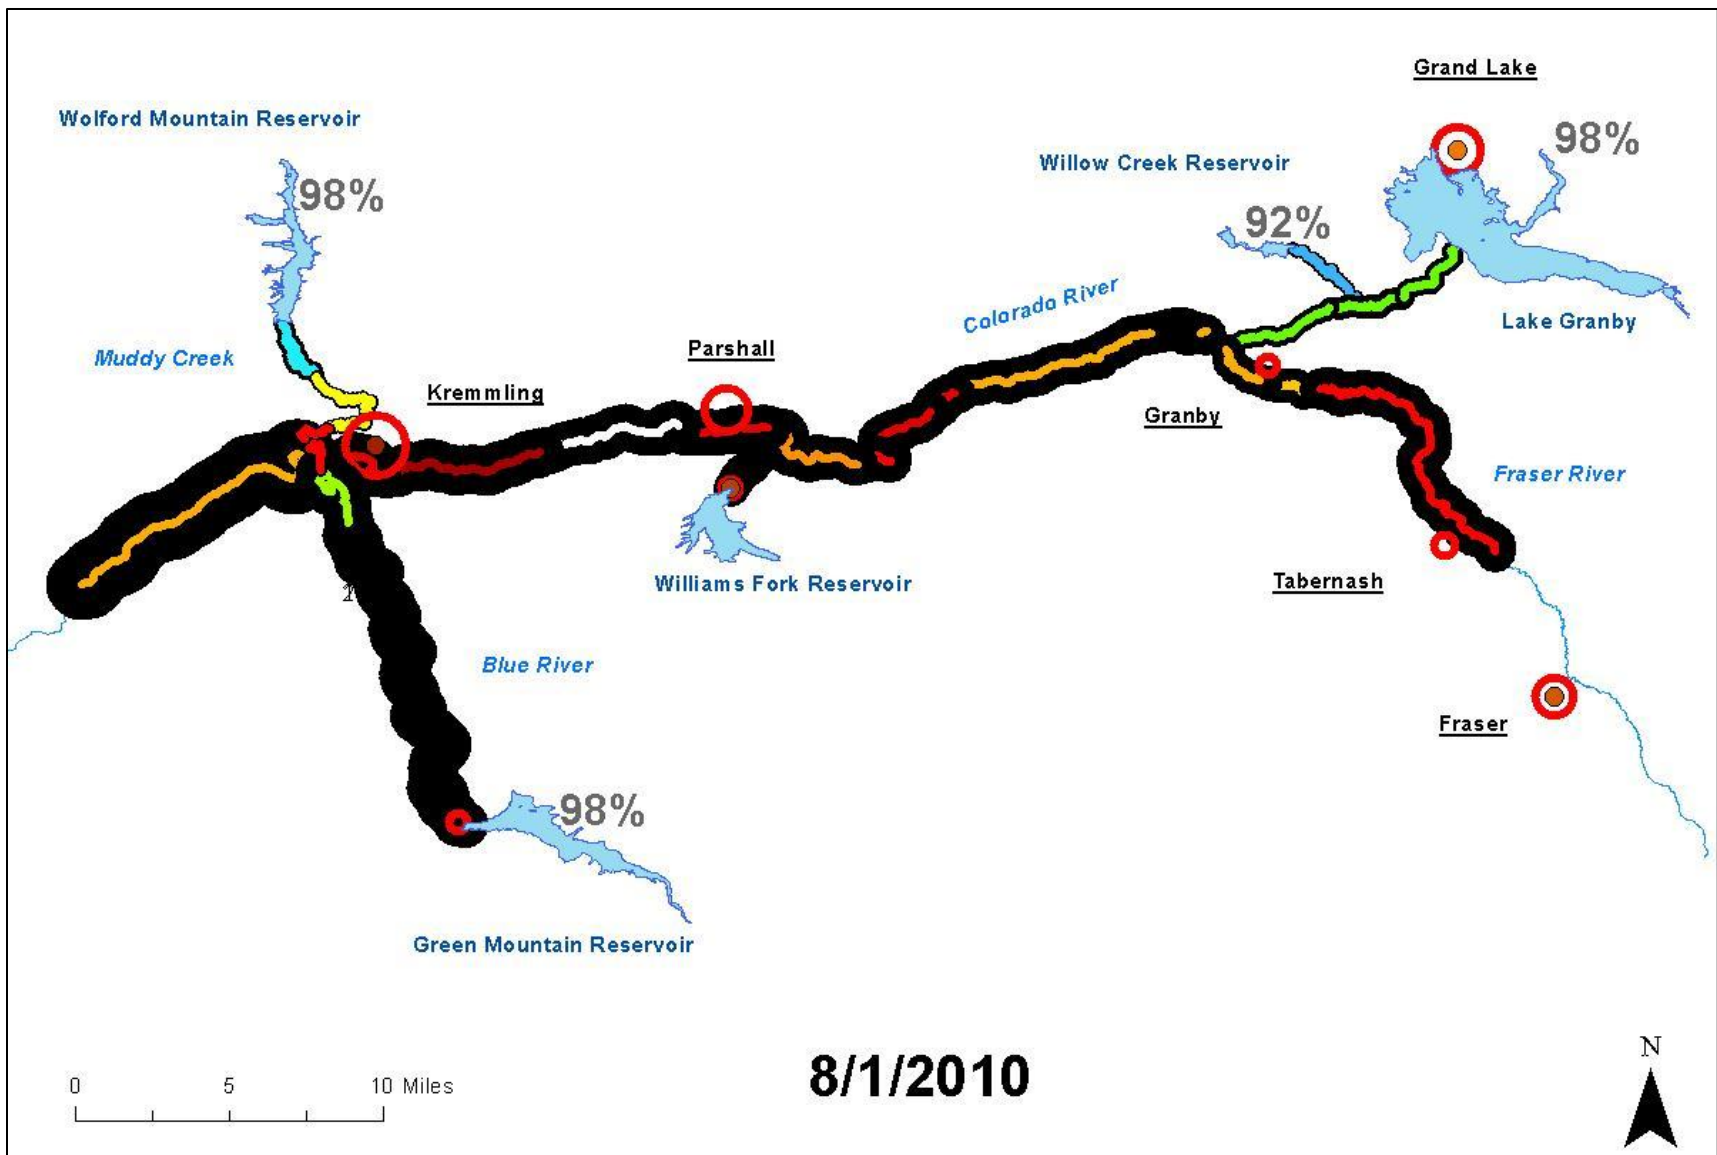 Grand Lake
Wolford Mountain Reservoir
98%
Willow Creek Reservoir
98%
92%
Colorado River
Lake Granby
Muddy Creek
Parshall
Kremmling
Granby
Fraser River
Williams Fork Reservoir
Tabernash
Blue River
Fraser
98%
Green Mountain Reservoir
8/1/2010
N
0 5 10 Miles